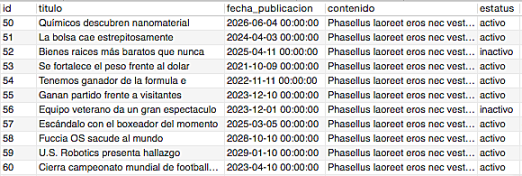 id titulo fecha_publicacion contenido estatus
50 Químicos descubren nanomaterial 2026-06-04 00:00:00 Phasellus laoreet eros nec vest... activo
51 La bolsa cae estrepitosamente 2024-04-03 00:00:00 Phasellus laoreet eros nec vest... activo
52 Bienes raices más baratos que nunca 2025-04-11 00:00:00 Phasellus laoreet eros nec vest... inactivo
53 Se fortalece el peso frente al dolar 2021-10-09 00:00:00 Phasellus laoreet eros nec vest... activo
54 Tenemos ganador de la formula e 2022-11-11 00:00:00 Phasellus laoreet eros nec vest... activo
55 Ganan partido frente a visitantes 2023-12-10 00:00:00 Phasellus laoreet eros nec vest... activo
56 Equipo veterano da un gran espectaculo 2023-12-01 00:00:00 Phasellus laoreet eros nec vest... inactivo
57 Escándalo con el boxeador del momento 2025-03-05 00:00:00 Phasellus laoreet eros nec vest... activo
58 Fuccia OS sacude al mundo 2028-10-10 00:00:00 Phasellus laoreet eros nec vest... activo
59 U.S. Robotics presenta hallazgo 2029-01-10 00:00:00 Phasellus laoreet eros nec vest... activo
60 Cierra campeonato mundial de football... 2023-04-10 00:00:00 Phasellus laoreet eros nec vest... activo